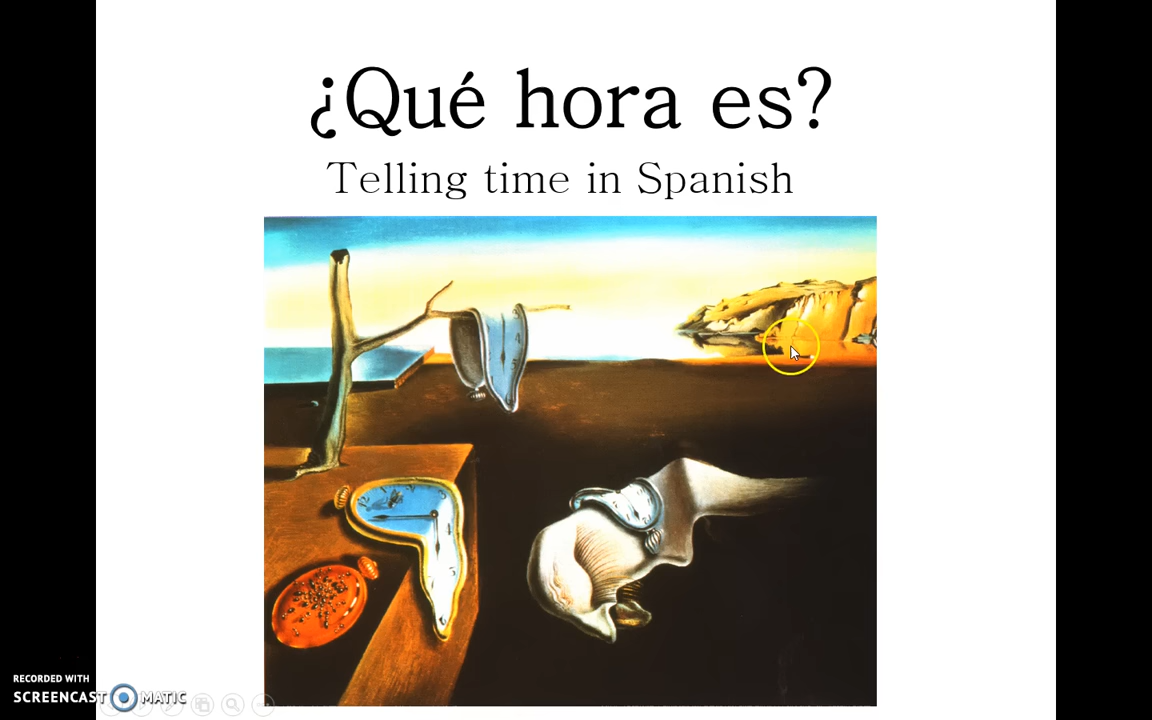 ¿Qué hora es?
Telling time in Spanish
RECORDED WITH
SCREENCAST MATIC